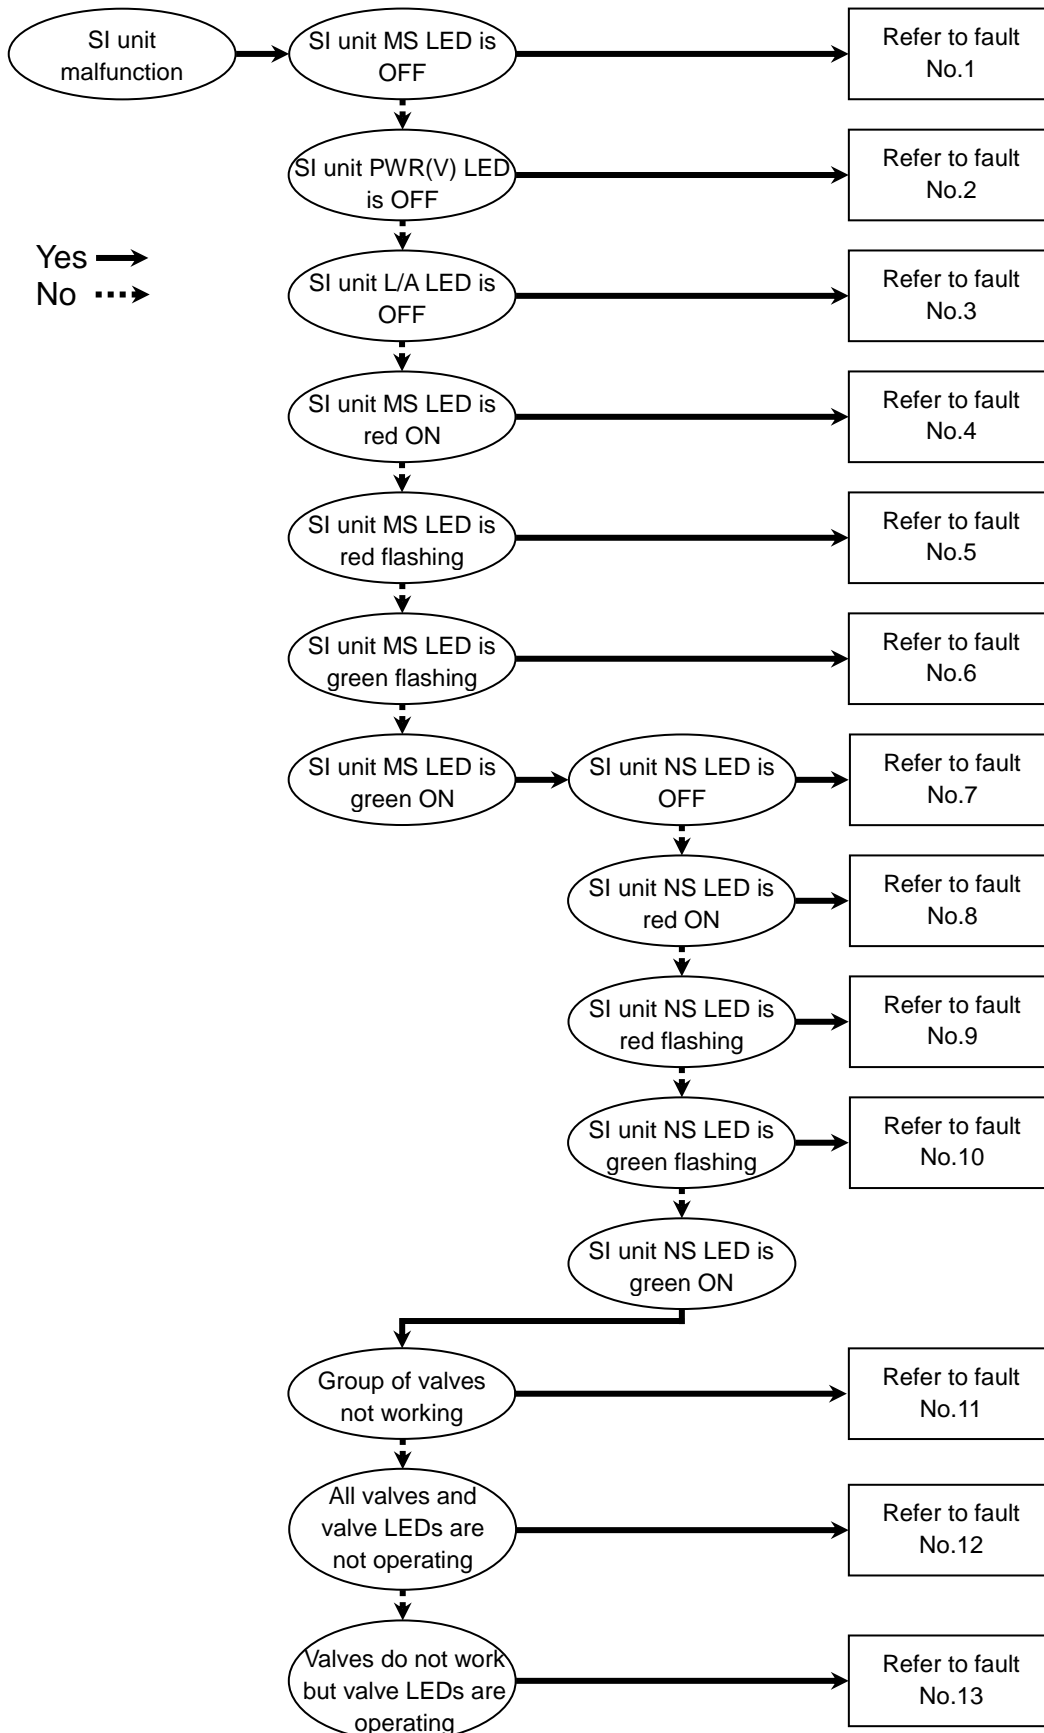 SI unit
malfunction
SI unit MS LED is
OFF
Refer to fault
No.1
SI unit PWR(V) LED
is OFF
Refer to fault
No.2
Yes
No
SI unit L/A LED is
OFF
Refer to fault
No.3
SI unit MS LED is
red ON
Refer to fault
No.4
SI unit MS LED is
red flashing
Refer to fault
No.5
SI unit MS LED is
green flashing
Refer to fault
No.6
SI unit MS LED is
green ON
SI unit NS LED is
OFF
Refer to fault
No.7
SI unit NS LED is
red ON
Refer to fault
No.8
SI unit NS LED is
red flashing
Refer to fault
No.9
SI unit NS LED is
green flashing
Refer to fault
No.10
SI unit NS LED is
green ON
Group of valves
not working
Refer to fault
No.11
All valves and
valve LEDs are
not operating
Refer to fault
No.12
Valves do not work
but valve LEDs are
operating
Refer to fault
No.13